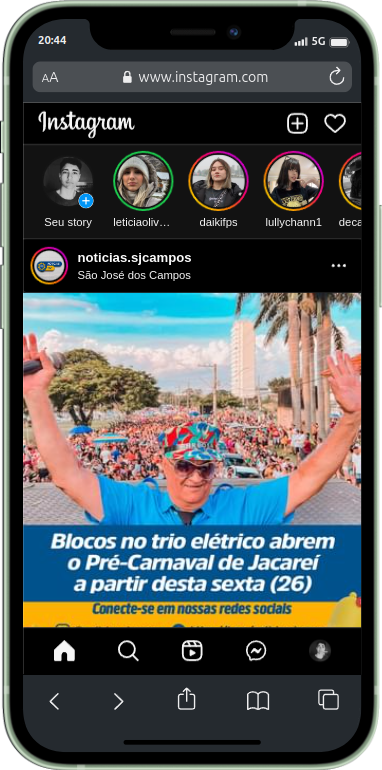 20:44
5G
AA
www.instagram.com
Instagram
Seu story
leticiaoliv...
daikifps
lullychann1
deca
noticias.sjcampos
São José dos Campos
Blocos no trio elétrico abrem
o Pré-Carnaval de Jacareí
a partir desta sexta (26)
Conecte-se em nossas redes sociais